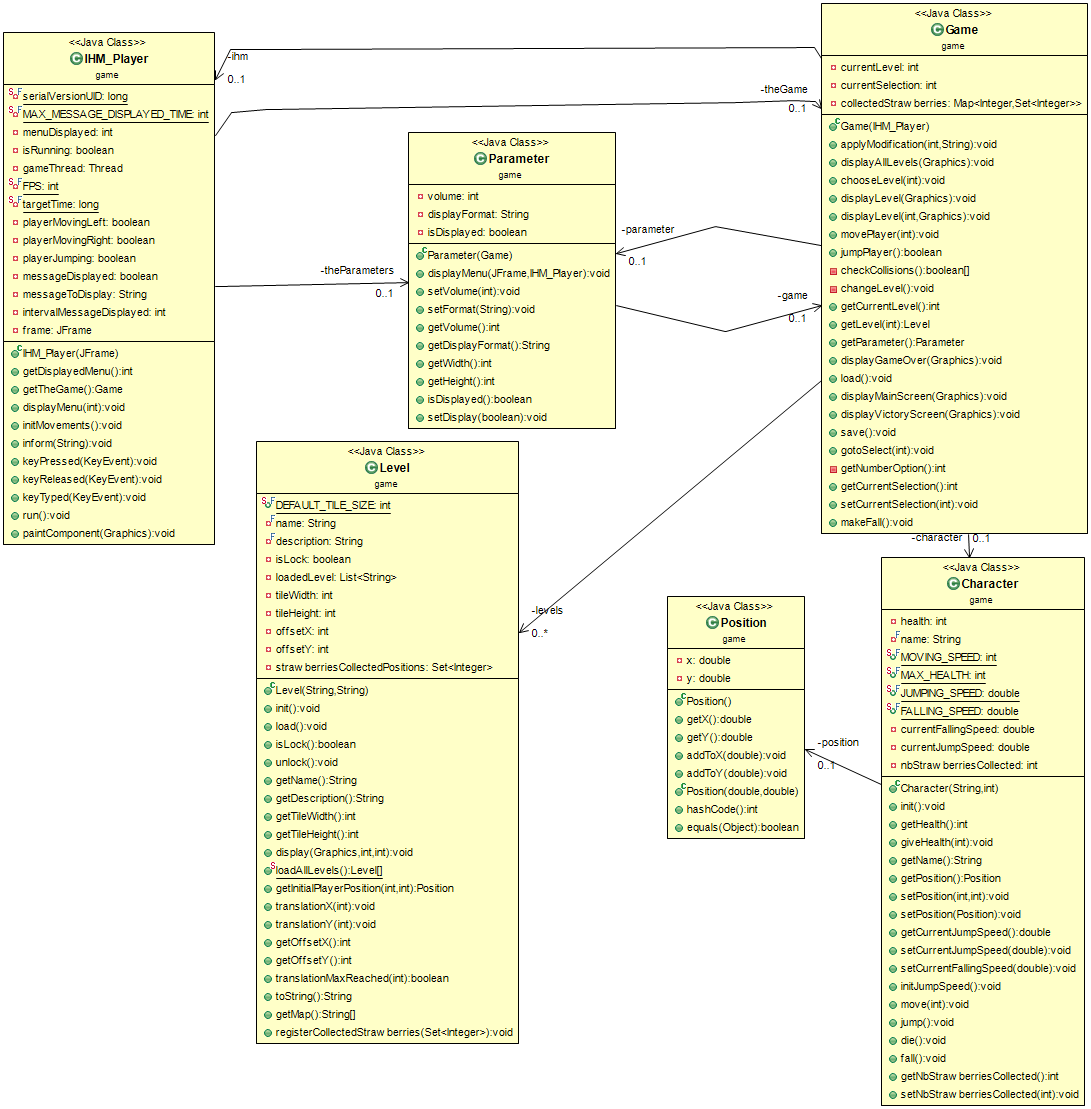 <<Java Class>>
IHM_Player
game
serialVersionUID: long
MAX_MESSAGE_DISPLAYED_TIME: int
menuDisplayed: int
isRunning: boolean
gameThread: Thread
FPS: int
targetTime: long
playerMovingLeft: boolean
playerMovingRight: boolean
playerJumping: boolean
messageDisplayed: boolean
messageToDisplay: String
intervalMessageDisplayed: int
frame: JFrame
IHM_Player(JFrame)
getDisplayedMenu():int
getTheGame():Game
displayMenu(int):void
initMovements():void
inform(String):void
keyPressed(KeyEvent):void
keyReleased(KeyEvent):void
keyTyped(KeyEvent):void
run():void
paintComponent(Graphics):void
-ihm
0..1
-theGame
0..1
-theParameters
0..1
<<Java Class>>
Parameter
game
volume: int
displayFormat: String
isDisplayed: boolean
Parameter(Game)
displayMenu(JFrame,IHM_Player):void
setVolume(int):void
setFormat(String):void
getVolume():int
getDisplayFormat():String
getWidth():int
getHeight():int
isDisplayed():boolean
setDisplay(boolean):void
-parameter
0..1
-game
0..1
<<Java Class>>
Game
game
currentLevel: int
currentSelection: int
collectedStraw berries: Map<Integer,Set<Integer>>
Game(IHM_Player)
applyModification(int,String):void
displayAllLevels(Graphics):void
chooseLevel(int):void
displayLevel(Graphics):void
displayLevel(int,Graphics):void
movePlayer(int):void
jumpPlayer():boolean
checkCollisions():boolean[]
changeLevel():void
getCurrentLevel():int
getLevel(int):Level
getParameter():Parameter
displayGameOver(Graphics):void
load():void
displayMainScreen(Graphics):void
displayVictoryScreen(Graphics):void
save():void
gotoSelect(int):void
getNumberOption():int
getCurrentSelection():int
setCurrentSelection(int):void
makeFall():void
-character
0..1
-levels
0..*
<<Java Class>>
Level
game
DEFAULT_TILE_SIZE: int
name: String
description: String
isLock: boolean
loadedLevel: List<String>
tileWidth: int
tileHeight: int
offsetX: int
offsetY: int
straw berriesCollectedPositions: Set<Integer>
Level(String,String)
init():void
load():void
isLock():boolean
unlock():void
getName():String
getDescription():String
getTileWidth():int
getTileHeight():int
display(Graphics,int,int):void
loadAllLevels():Level[]
getInitialPlayerPosition(int,int):Position
translationX(int):void
translationY(int):void
getOffsetX():int
getOffsetY():int
translationMaxReached(int):boolean
toString():String
getMap():String[]
registerCollectedStraw berries(Set<Integer>):void
<<Java Class>>
Position
game
x: double
y: double
Position()
getX():double
getY():double
addToX(double):void
addToY(double):void
Position(double,double)
hashCode():int
equals(Object):boolean
-position
0..1
<<Java Class>>
Character
game
health: int
name: String
MOVING_SPEED: int
MAX_HEALTH: int
JUMPING_SPEED: double
FALLING_SPEED: double
currentFallingSpeed: double
currentJumpSpeed: double
nbStraw berriesCollected: int
Character(String,int)
init():void
getHealth():int
giveHealth(int):void
getName():String
getPosition():Position
setPosition(int,int):void
setPosition(Position):void
getCurrentJumpSpeed():double
setCurrentJumpSpeed(double):void
setCurrentFallingSpeed(double):void
initJumpSpeed():void
move(int):void
jump():void
die():void
fall():void
getNbStraw berriesCollected():int
setNbStraw berriesCollected(int):void